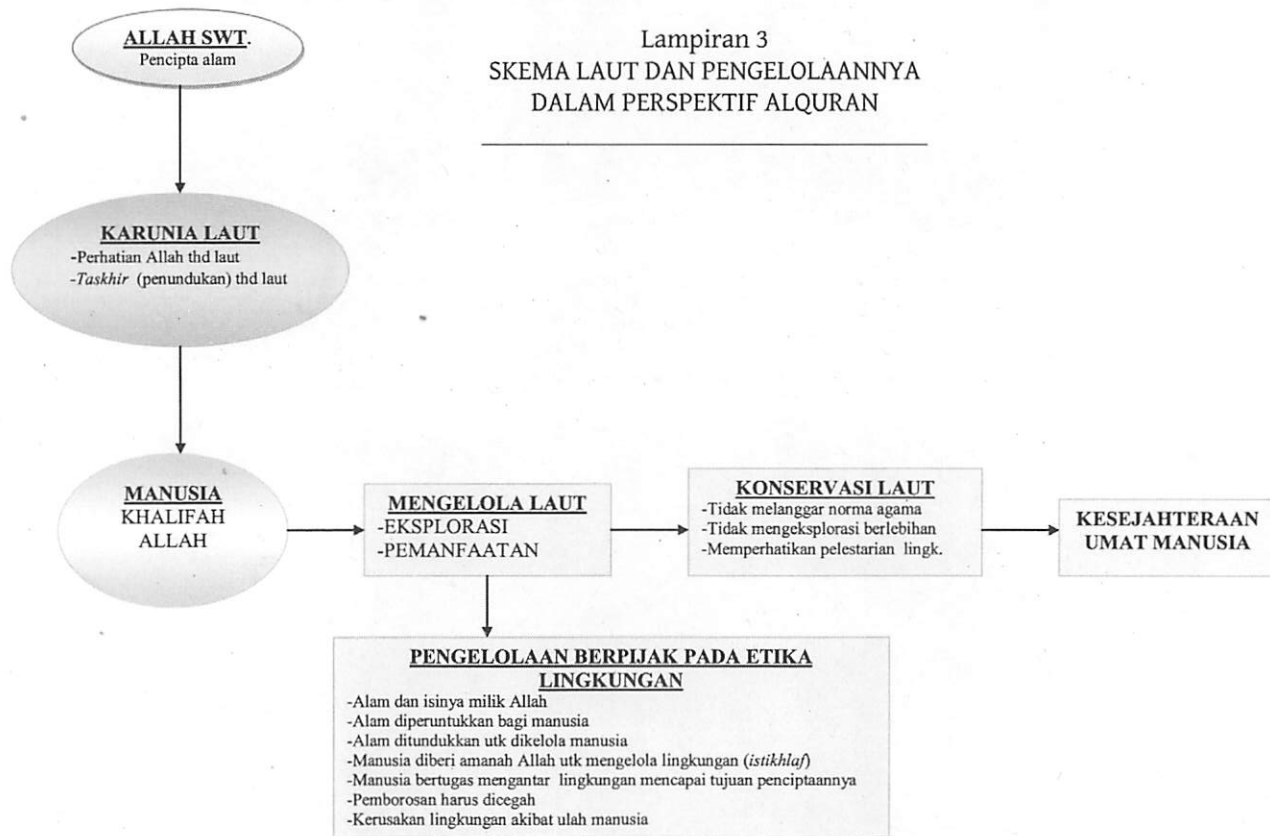 ALLAH SWT.
Pencipta alam
Lampiran 3
SKEMA LAUT DAN PENGELOLAANNYA
DALAM PERSPEKTIF ALQURAN
KARUNIA LAUT
-Perhatian Allah thd laut
-Taskhir (penundukan) thd laut
MANUSIA
KHALIFAH
ALLAH
MENGELOLA LAUT
-EKSPLORASI
-PEMANFAATAN
KONSERVASI LAUT
-Tidak melanggar norma agama
-Tidak mengeksplorasi berlebihan
-Memperhatikan pelestarian lingk.
KESEJAHTERAAN
UMAT MANUSIA
PENGELOLAAN BERPIJAK PADA ETIKA
LINGKUNGAN
-Alam dan isinya milik Allah
-Alam diperuntukkan bagi manusia
-Alam ditundukkan utk dikelola manusia
-Manusia diberi amanah Allah utk mengelola lingkungan (istikhlaf)
-Manusia bertugas mengantar lingkungan mencapai tujuan penciptaannya
-Pemborosan harus dicegah
-Kerusakan lingkungan akibat ulah manusia